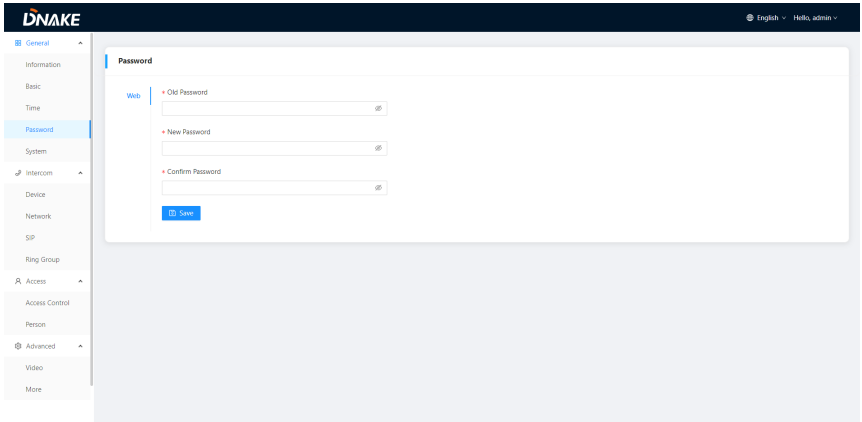 DNAKE
English
Hello, admin
General
Information
Basic
Time
Password
System
Intercom
Device
Network
SIP
Ring Group
Access
Access Control
Person
Advanced
Video
More
Password
Web
* Old Password
* New Password
* Confirm Password
Save